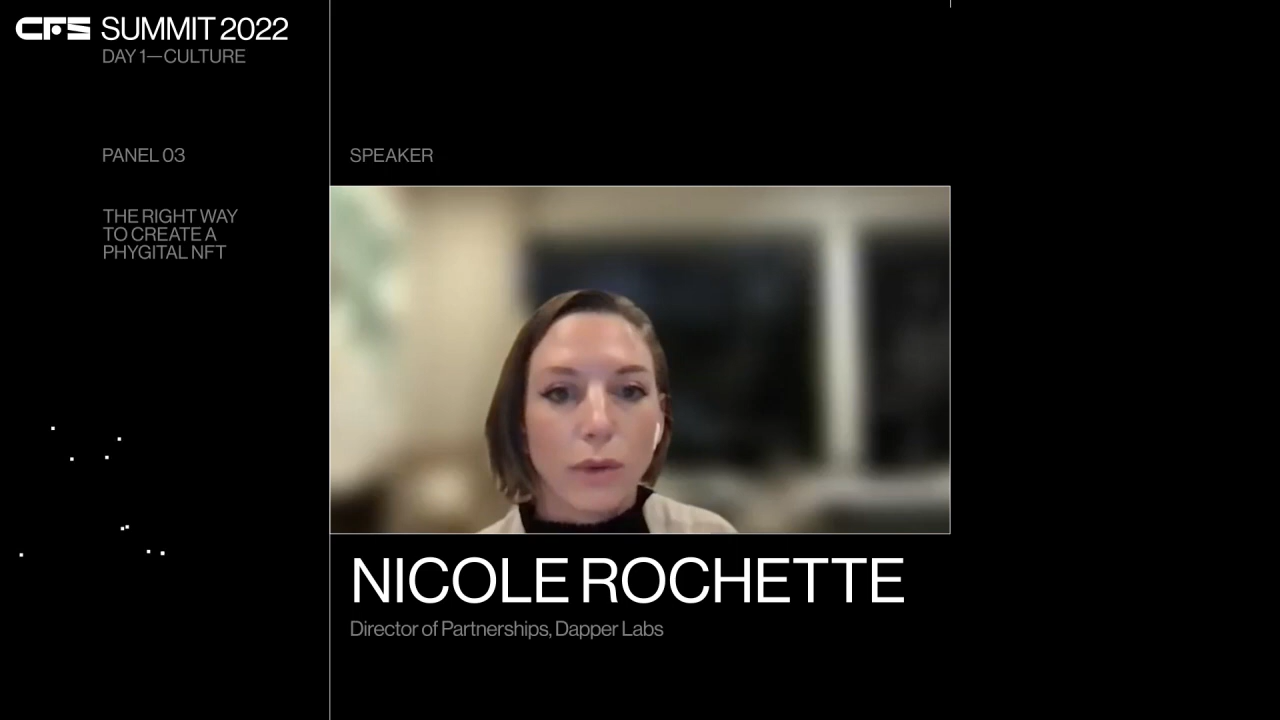 CFS SUMMIT 2022
DAY 1—CULTURE
PANEL 03
THE RIGHT WAY
TO CREATE A
PHYGITAL NFT
SPEAKER
NICOLE ROCHETTE
Director of Partnerships, Dapper Labs